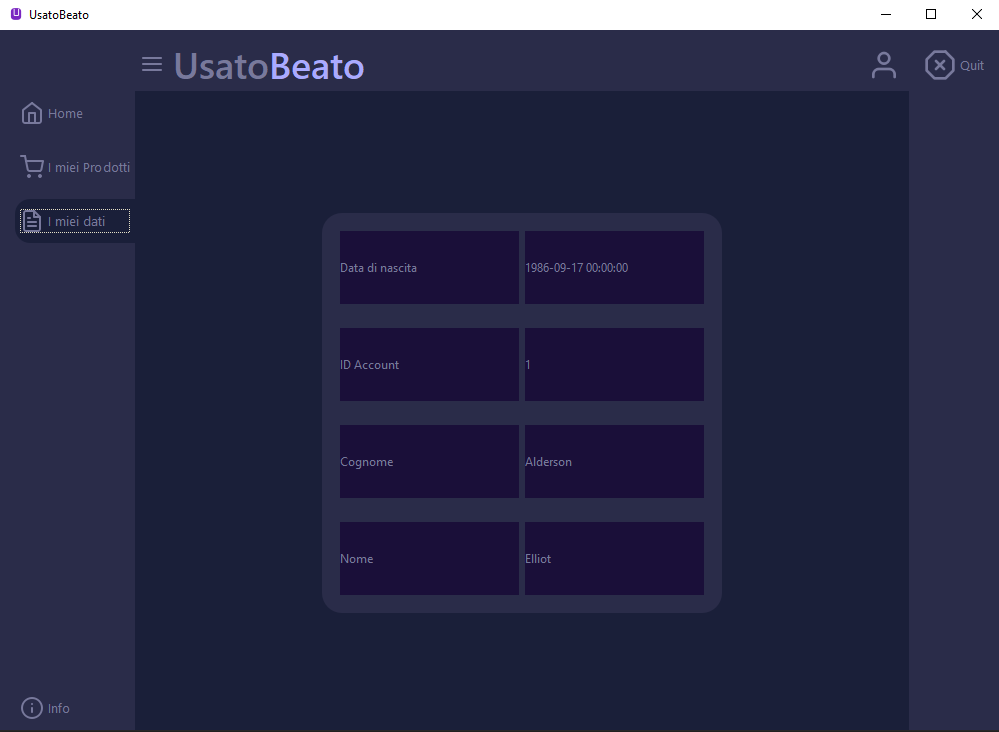 UsatoBeato
UsatoBeato
Quit
Home
I miei Prodotti
I miei dati
Data di nascita 1986-09-17 00:00:00
ID Account 1
Cognome Alderson
Nome Elliot
Info